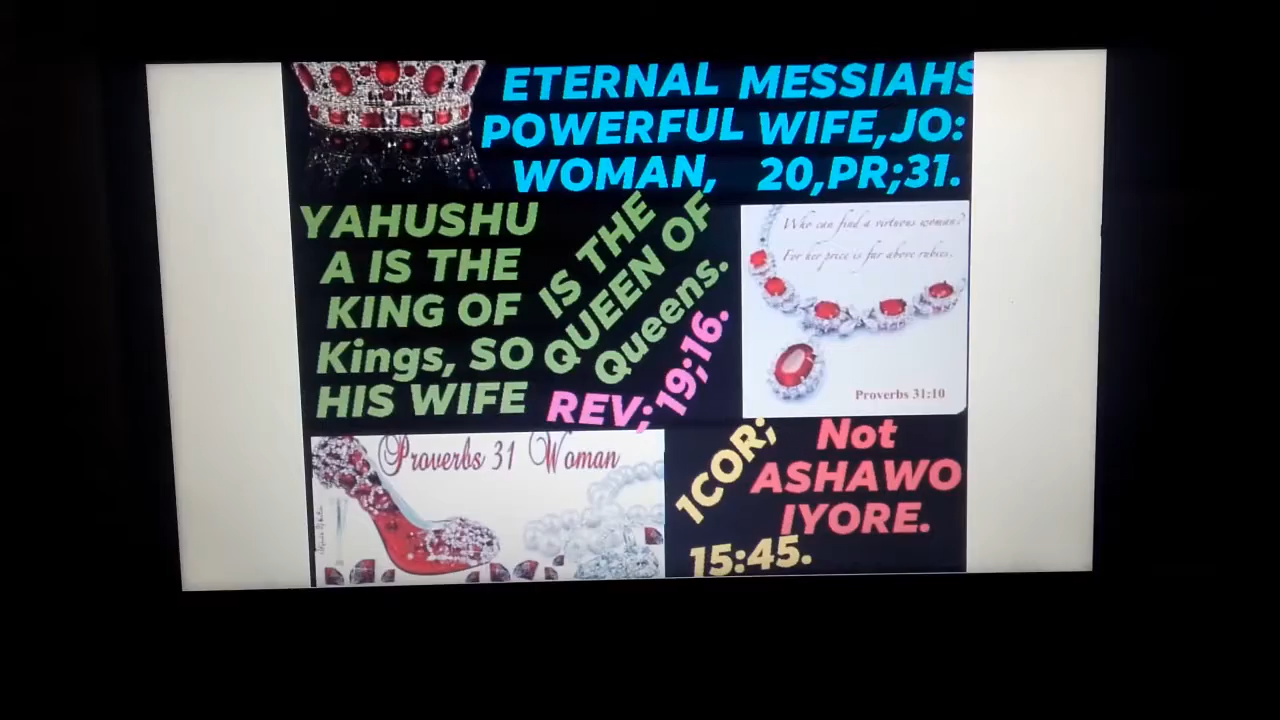 ETERNAL MESSIAHS
POWERFUL WIFE,JO:
WOMAN, 20,PR;31.
YAHUSHU
A IS THE
KING OF
Kings, SO
HIS WIFE
IS THE
QUEEN OF
Queens.
REV;19;16.
Who can find a virtuous woman?
For her price is far above rubies.
Proverbs 31:10
Proverbs 31 Woman
1COR;
15:45.
Not
ASHAWO
IYORE.